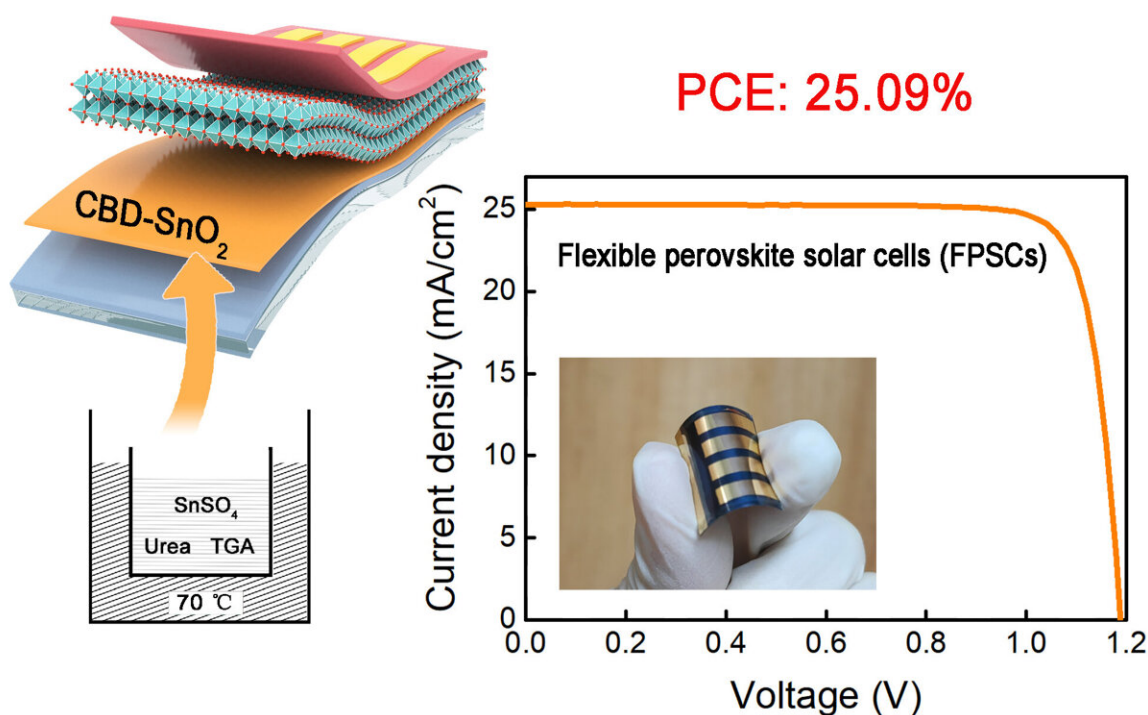 PCE: 25.09%
CBD-SnO₂
SnSO₄
Urea TGA
70 ℃
Flexible perovskite solar cells (FPSCs)
Current density (mA/cm²)
25
20
15
10
5
0
0.0 0.2 0.4 0.6 0.8 1.0 1.2
Voltage (V)